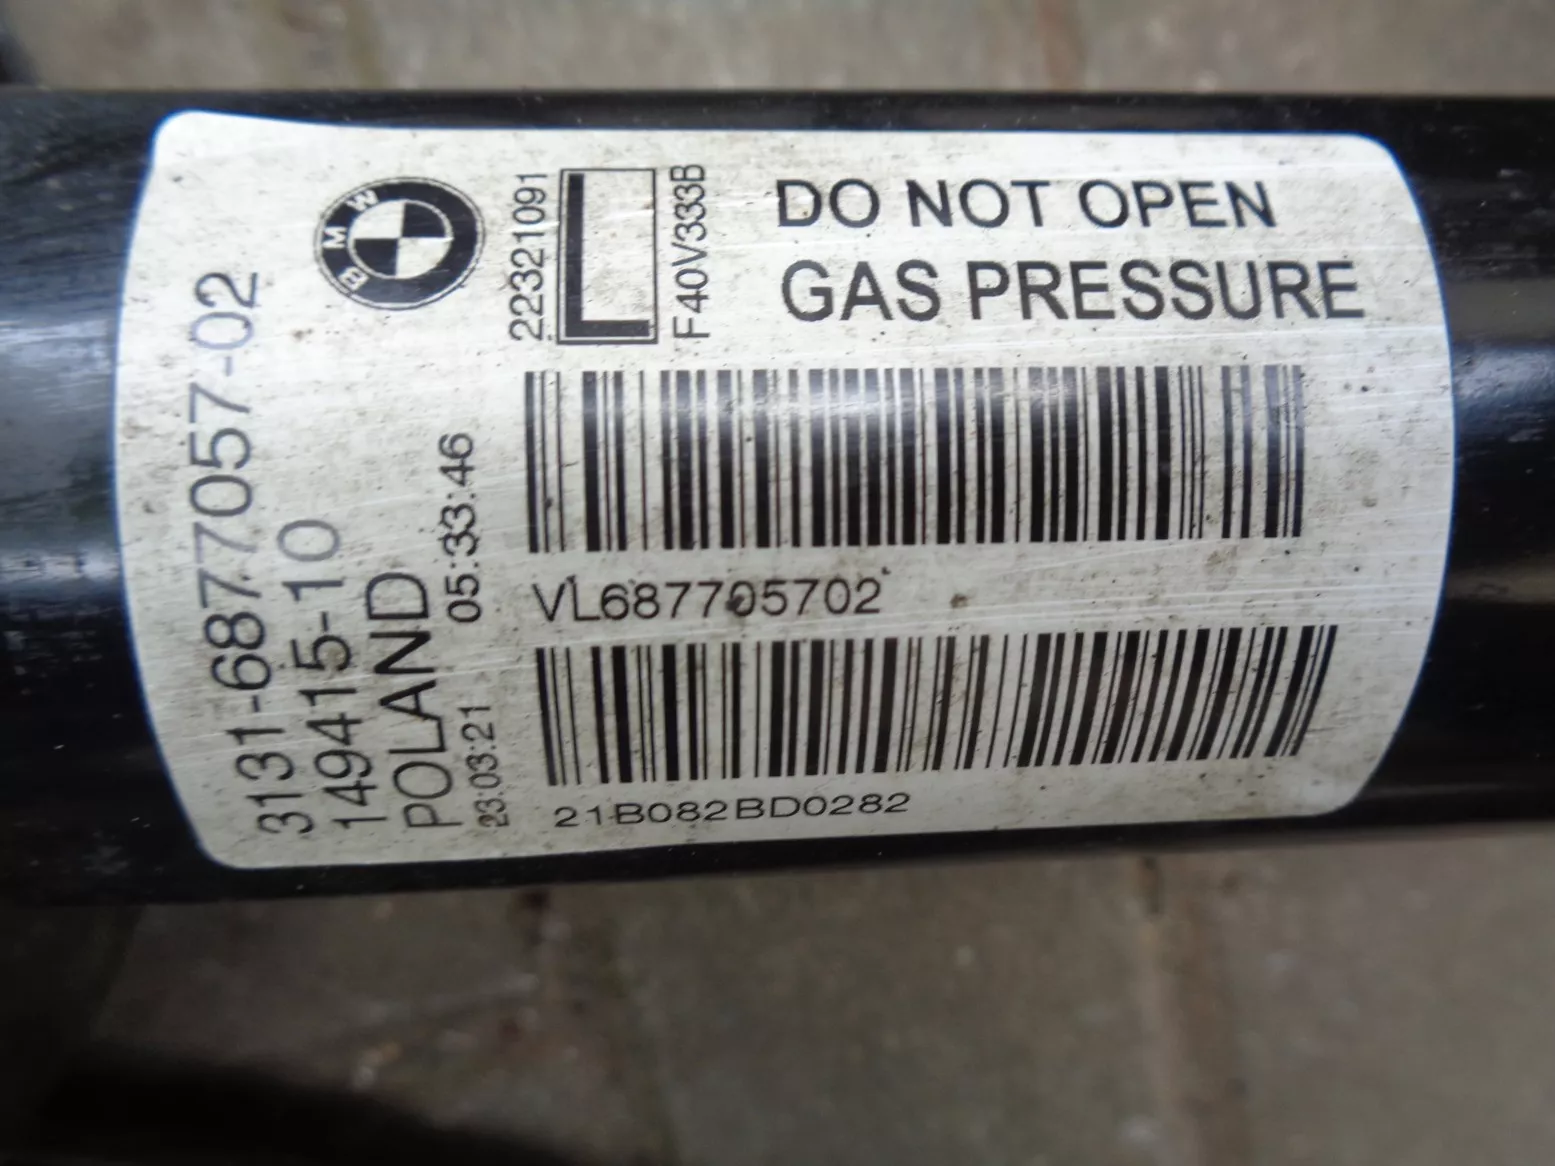 BMW
3131-6877057-02
149415-10
POLAND
23:03:21 05:33:46
22321091
L
F40V333B
DO NOT OPEN
GAS PRESSURE
VL687705702
21B082BD0282